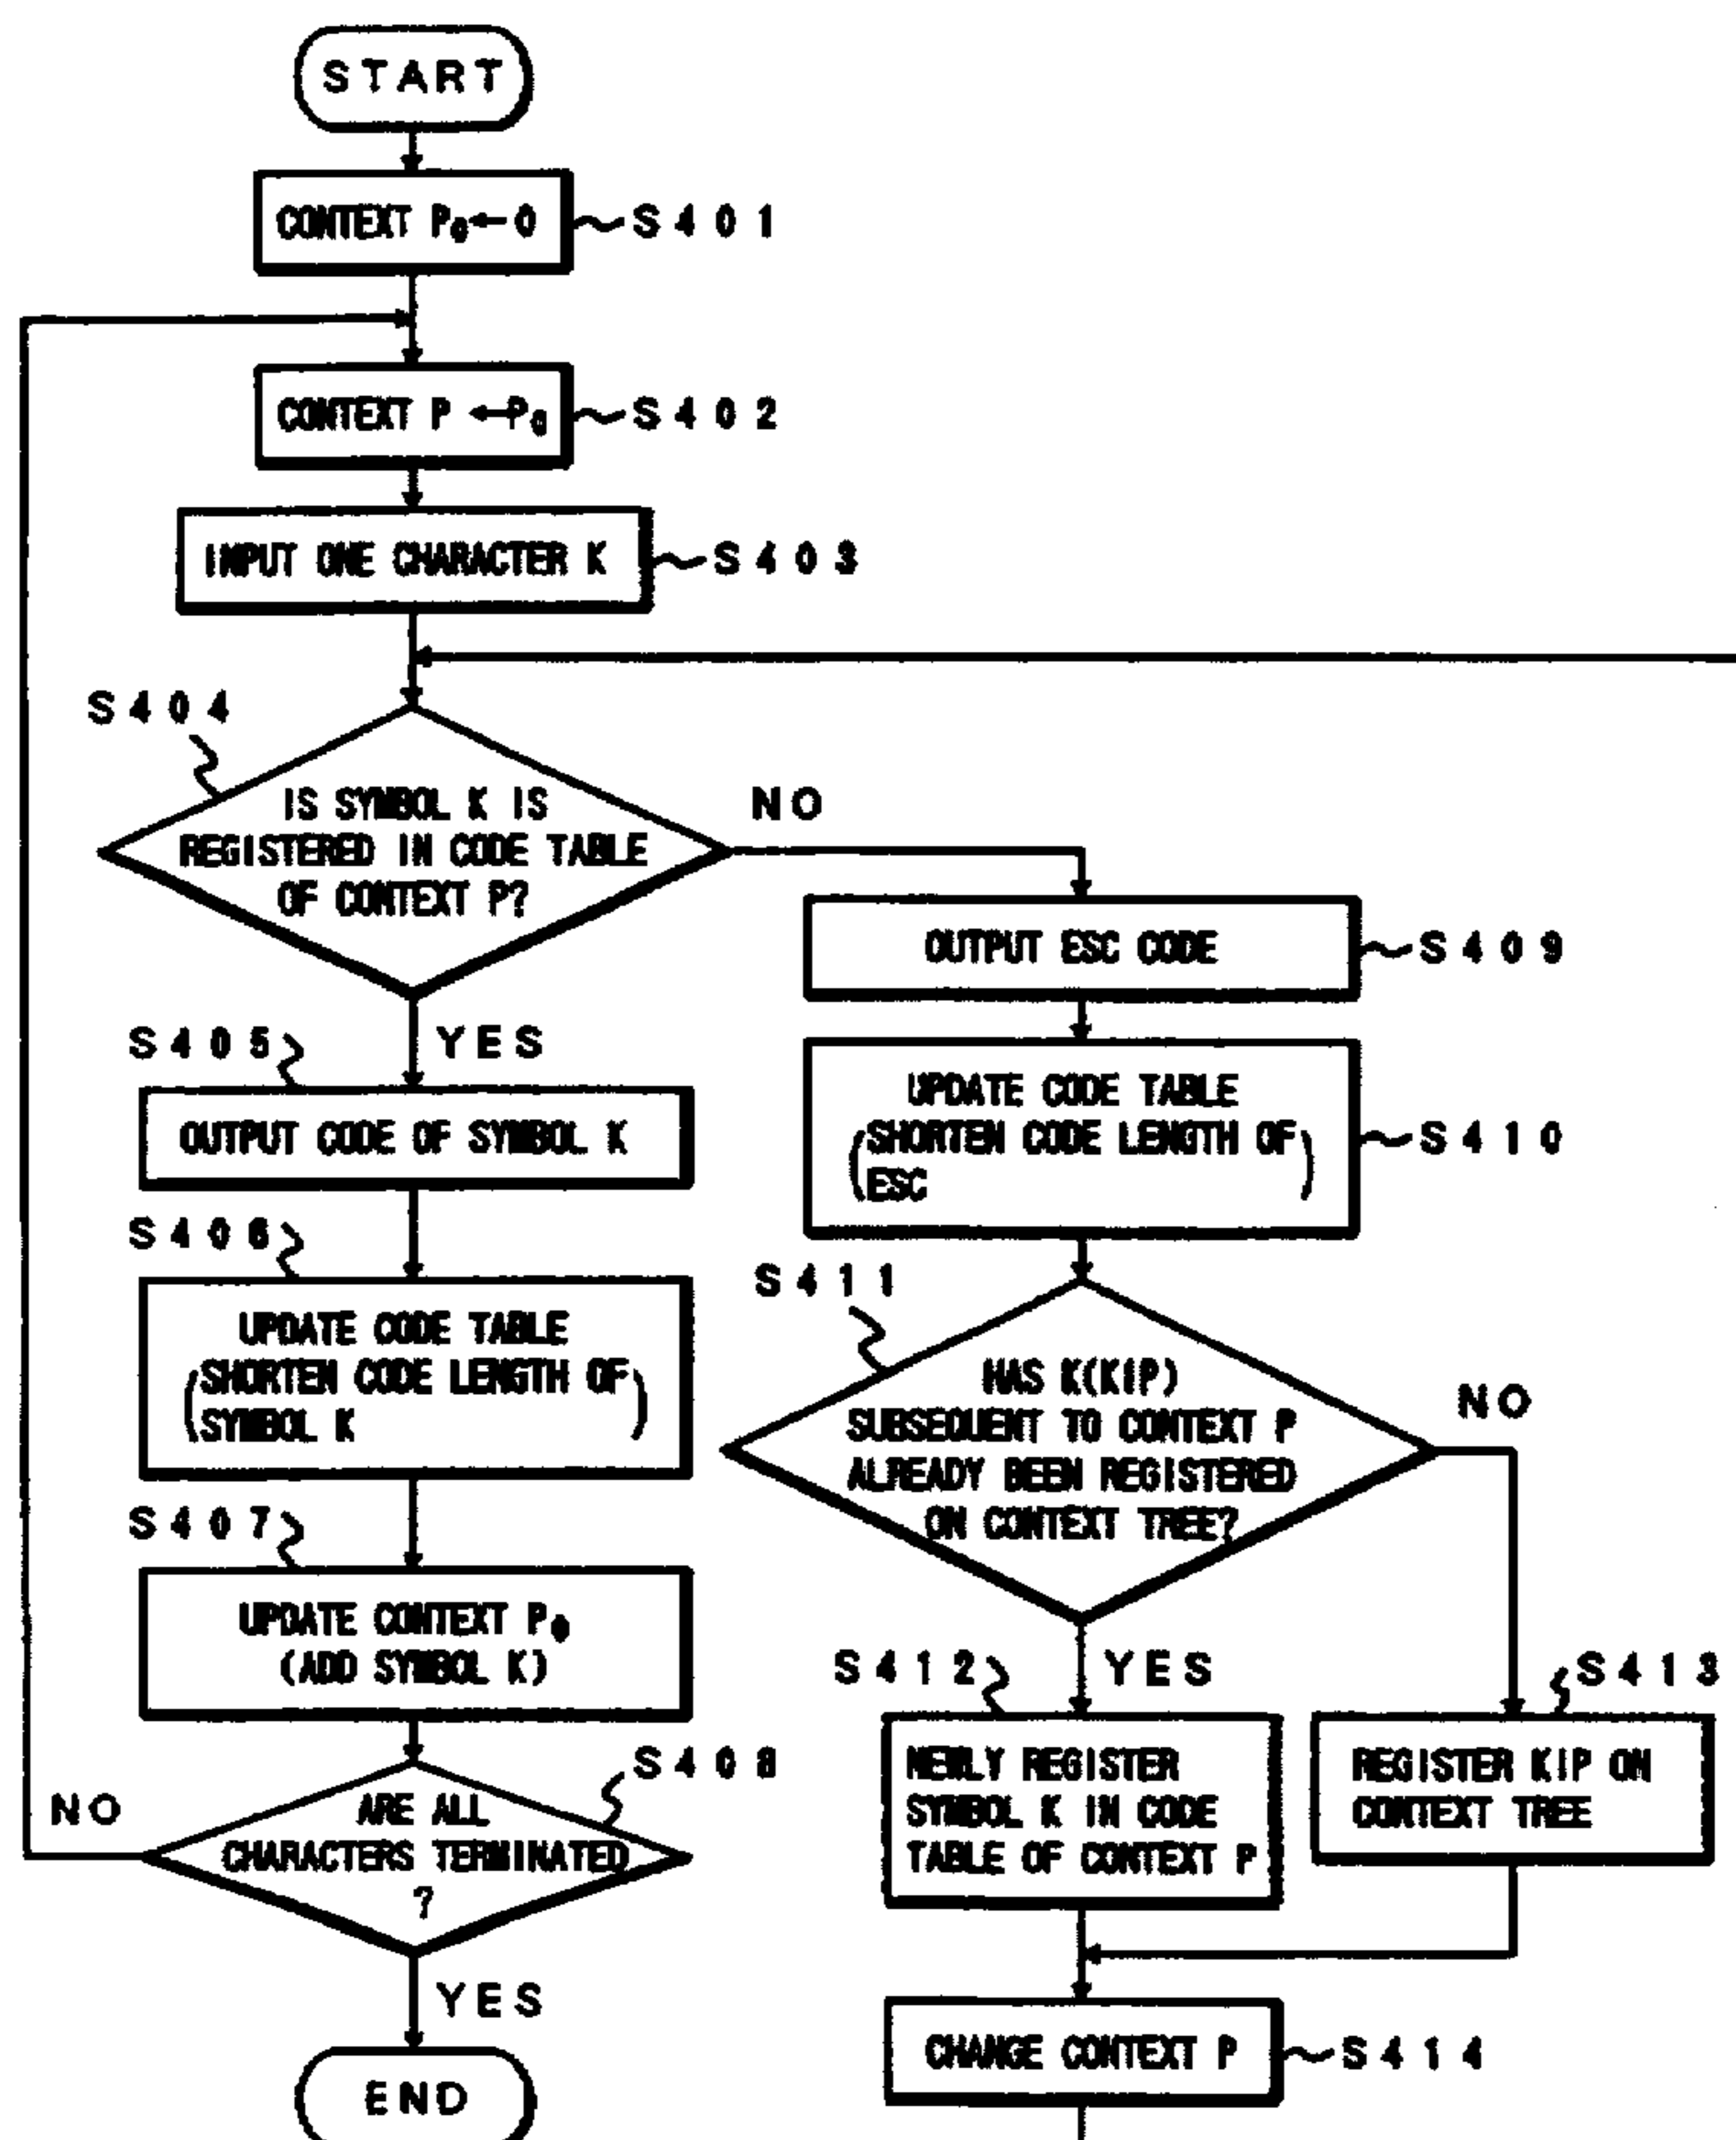 START
CONTEXT P₀←0
S401
CONTEXT P ←P₀
S402
INPUT ONE CHARACTER K
S403
S404
IS SYMBOL K IS
REGISTERED IN CODE TABLE
OF CONTEXT P?
NO
YES
S405
OUTPUT CODE OF SYMBOL K
S406
UPDATE CODE TABLE
(SHORTEN CODE LENGTH OF
SYMBOL K)
S407
UPDATE CONTEXT P₀
(ADD SYMBOL K)
S408
ARE ALL
CHARACTERS TERMINATED
?
NO
YES
END
OUTPUT ESC CODE
S409
UPDATE CODE TABLE
(SHORTEN CODE LENGTH OF
ESC)
S410
S411
HAS K(KIP)
SUBSEQUENT TO CONTEXT P
ALREADY BEEN REGISTERED
ON CONTEXT TREE?
NO
YES
S412
NEWLY REGISTER
SYMBOL K IN CODE
TABLE OF CONTEXT P
S413
REGISTER KIP ON
CONTEXT TREE
CHANGE CONTEXT P
S414